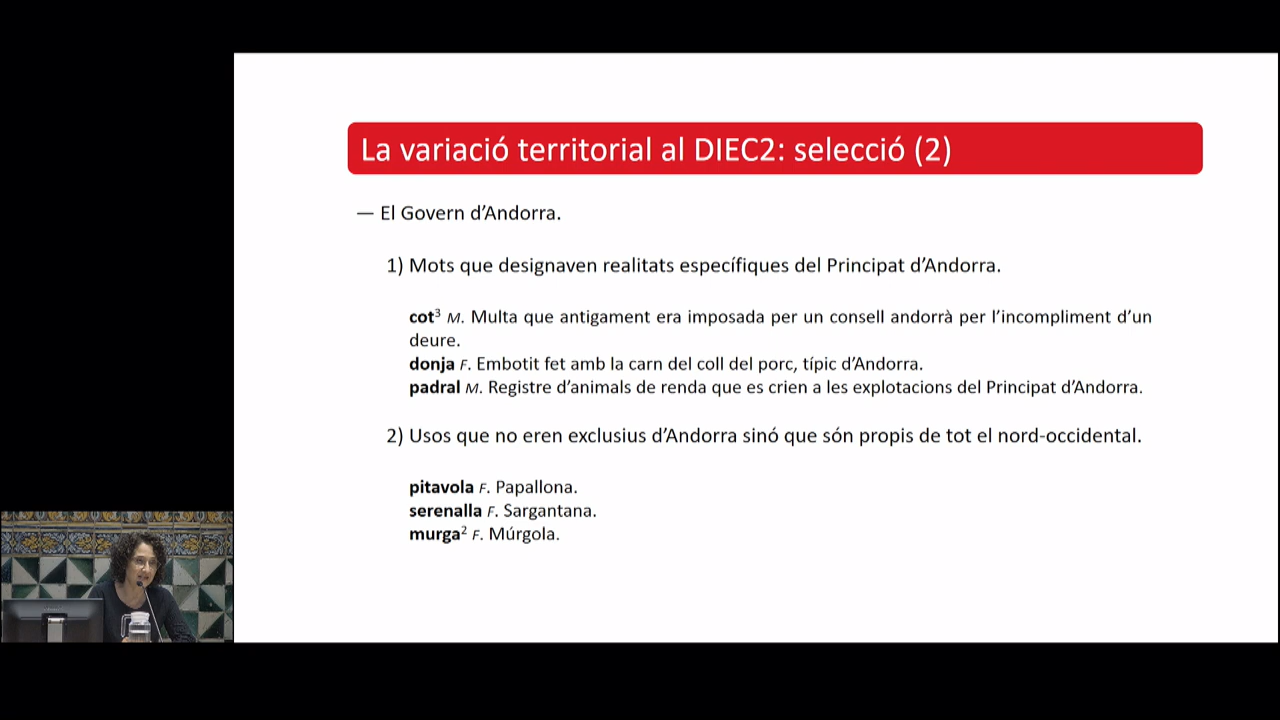 La variació territorial al DIEC2: selecció (2)
— El Govern d’Andorra.
1) Mots que designaven realitats específiques del Principat d’Andorra.
cot³ M. Multa que antigament era imposada per un consell andorrà per l’incompliment d’un
deure.
donja F. Embotit fet amb la carn del coll del porc, típic d’Andorra.
padral M. Registre d’animals de renda que es crien a les explotacions del Principat d’Andorra.
2) Usos que no eren exclusius d’Andorra sinó que són propis de tot el nord-occidental.
pitavola F. Papallona.
serenalla F. Sargantana.
murga² F. Múrgola.